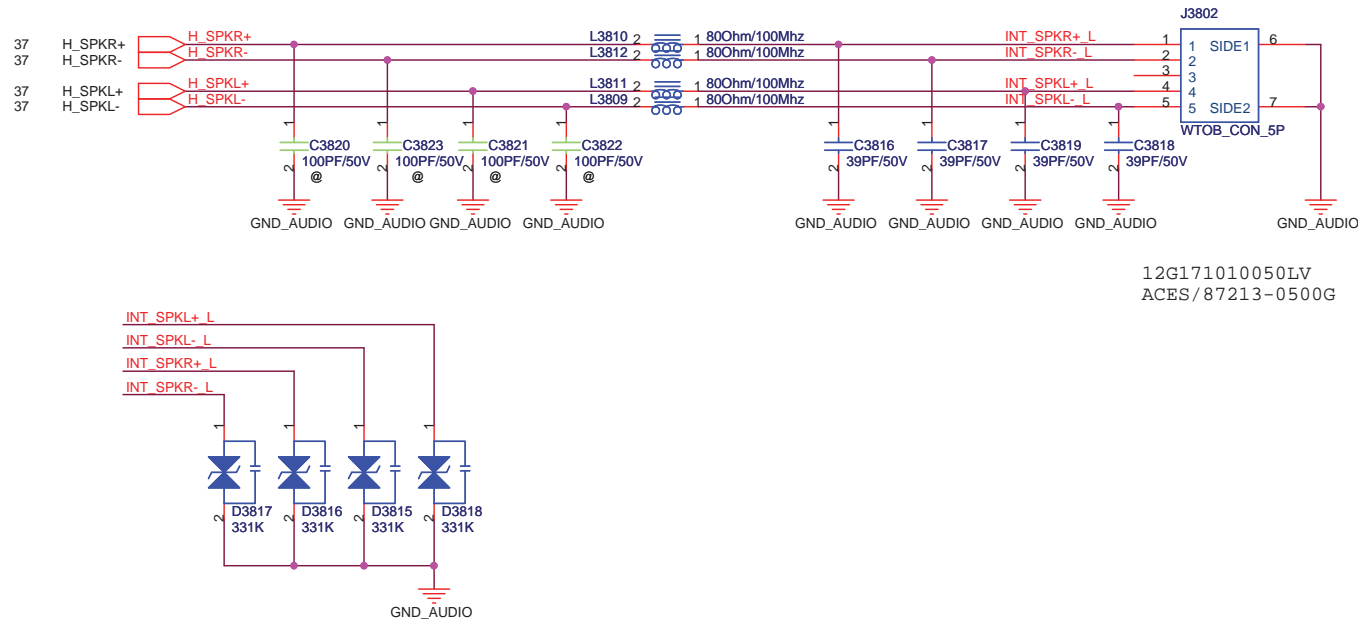 J3802
37 H_SPKR+ H_SPKR+ L3810 2 1 80Ohm/100Mhz INT_SPKR+_L 1 1 SIDE1 6
37 H_SPKR- H_SPKR- L3812 2 1 80Ohm/100Mhz INT_SPKR-_L 2 2
3 3
37 H_SPKL+ H_SPKL+ L3811 2 1 80Ohm/100Mhz INT_SPKL+_L 4 4
37 H_SPKL- H_SPKL- L3809 2 1 80Ohm/100Mhz INT_SPKL-_L 5 5 SIDE2 7
WTOB_CON_5P
1 1 1 1 1 1 1 1
C3820 C3823 C3821 C3822 C3816 C3817 C3819 C3818
100PF/50V 100PF/50V 100PF/50V 100PF/50V 39PF/50V 39PF/50V 39PF/50V 39PF/50V
2 2 2 2 2 2 2 2
@ @ @ @
GND_AUDIO GND_AUDIO GND_AUDIO GND_AUDIO GND_AUDIO GND_AUDIO GND_AUDIO GND_AUDIO GND_AUDIO
12G171010050LV
ACES/87213-0500G
INT_SPKL+_L
INT_SPKL-_L
INT_SPKR+_L
INT_SPKR-_L
1 1 1 1
D3817 D3816 D3815 D3818
2 2 2 2
331K 331K 331K 331K
GND_AUDIO